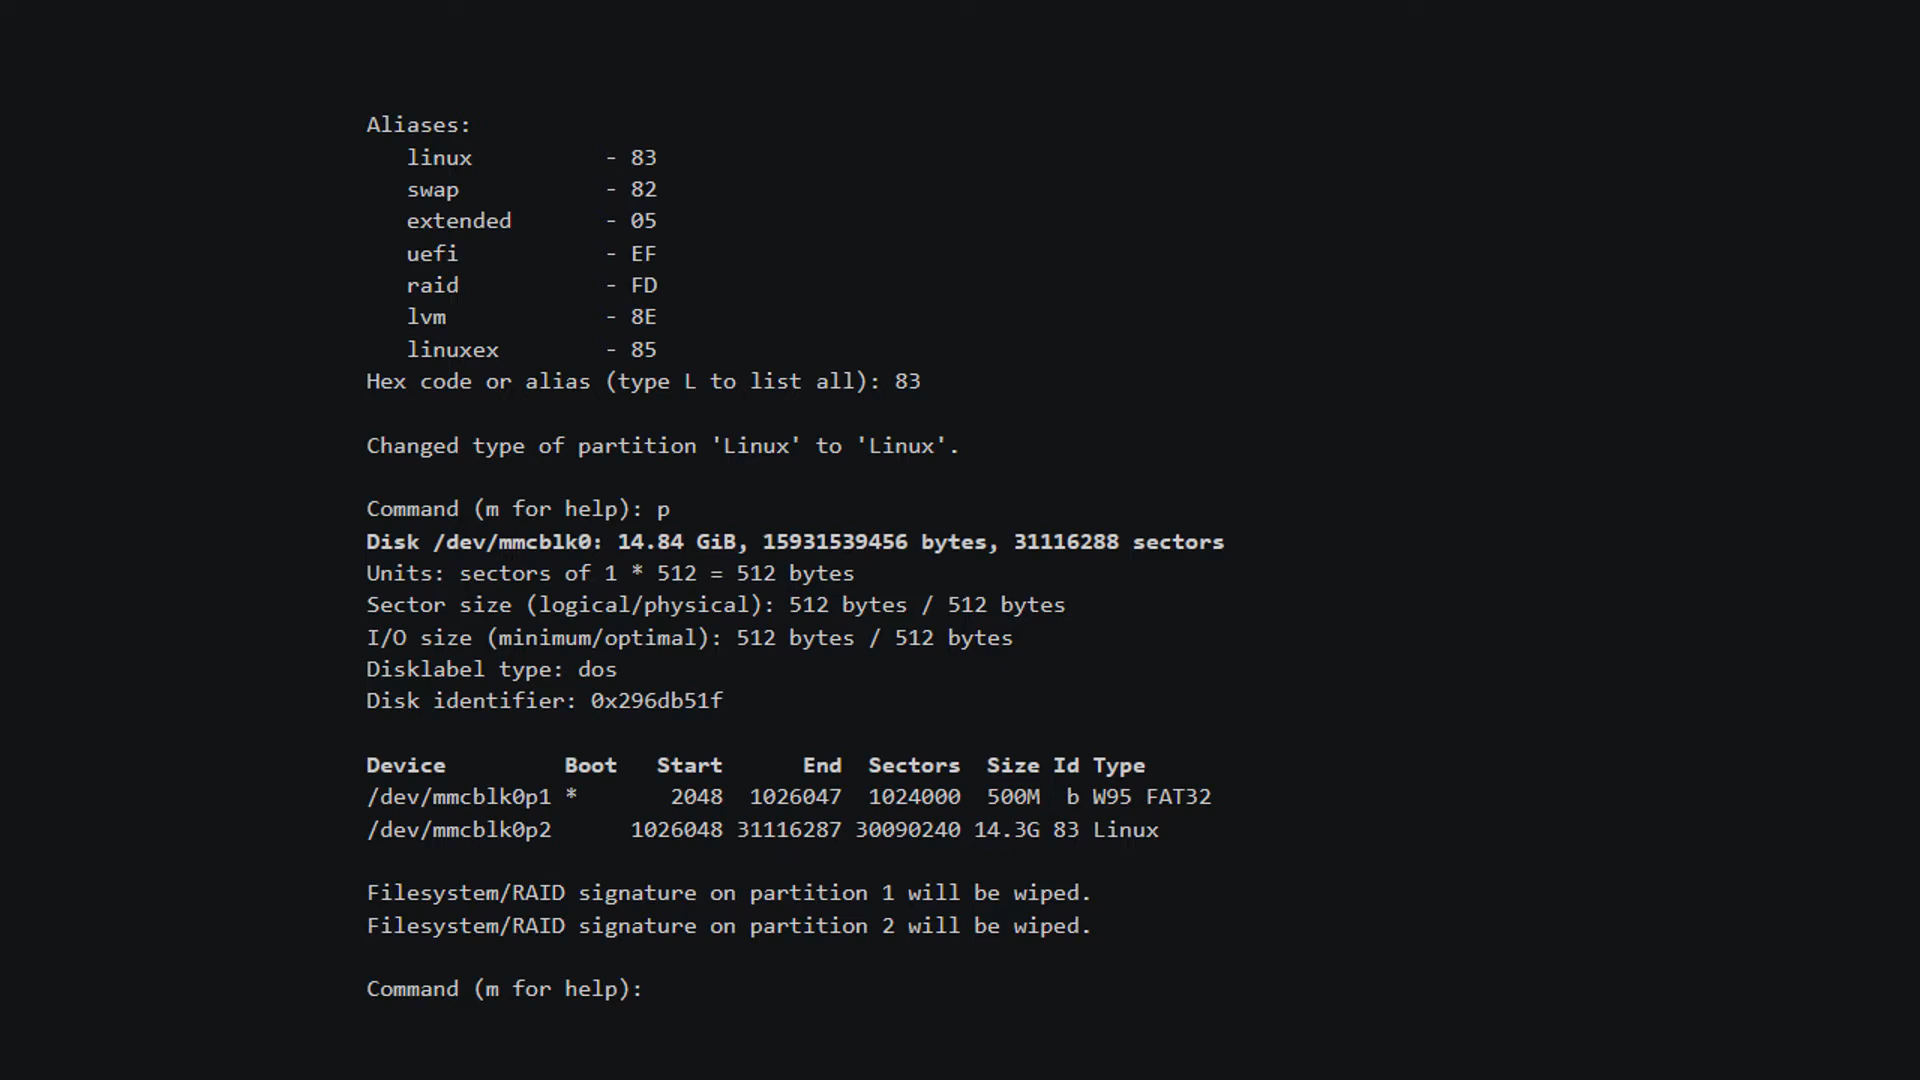 Aliases:
   linux          - 83
   swap           - 82
   extended       - 05
   uefi           - EF
   raid           - FD
   lvm            - 8E
   linuxex        - 85
Hex code or alias (type L to list all): 83
Changed type of partition 'Linux' to 'Linux'.
Command (m for help): p
Disk /dev/mmcblk0: 14.84 GiB, 15931539456 bytes, 31116288 sectors
Units: sectors of 1 * 512 = 512 bytes
Sector size (logical/physical): 512 bytes / 512 bytes
I/O size (minimum/optimal): 512 bytes / 512 bytes
Disklabel type: dos
Disk identifier: 0x296db51f
Device         Boot   Start      End  Sectors  Size Id Type
/dev/mmcblk0p1 *       2048  1026047  1024000  500M  b W95 FAT32
/dev/mmcblk0p2      1026048 31116287 30090240 14.3G 83 Linux
Filesystem/RAID signature on partition 1 will be wiped.
Filesystem/RAID signature on partition 2 will be wiped.
Command (m for help):